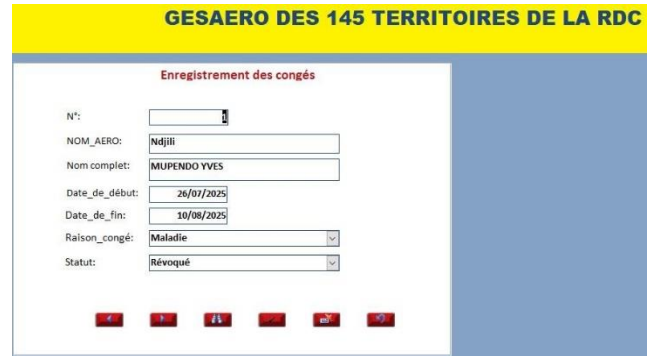 GESAERO DES 145 TERRITOIRES DE LA RDC
Enregistrement des congés
N°: 1
NOM_AERO: Ndjili
Nom complet: MUPENDO YVES
Date_de_début: 26/07/2025
Date_de_fin: 10/08/2025
Raison_congé: Maladie
Statut: Révoqué